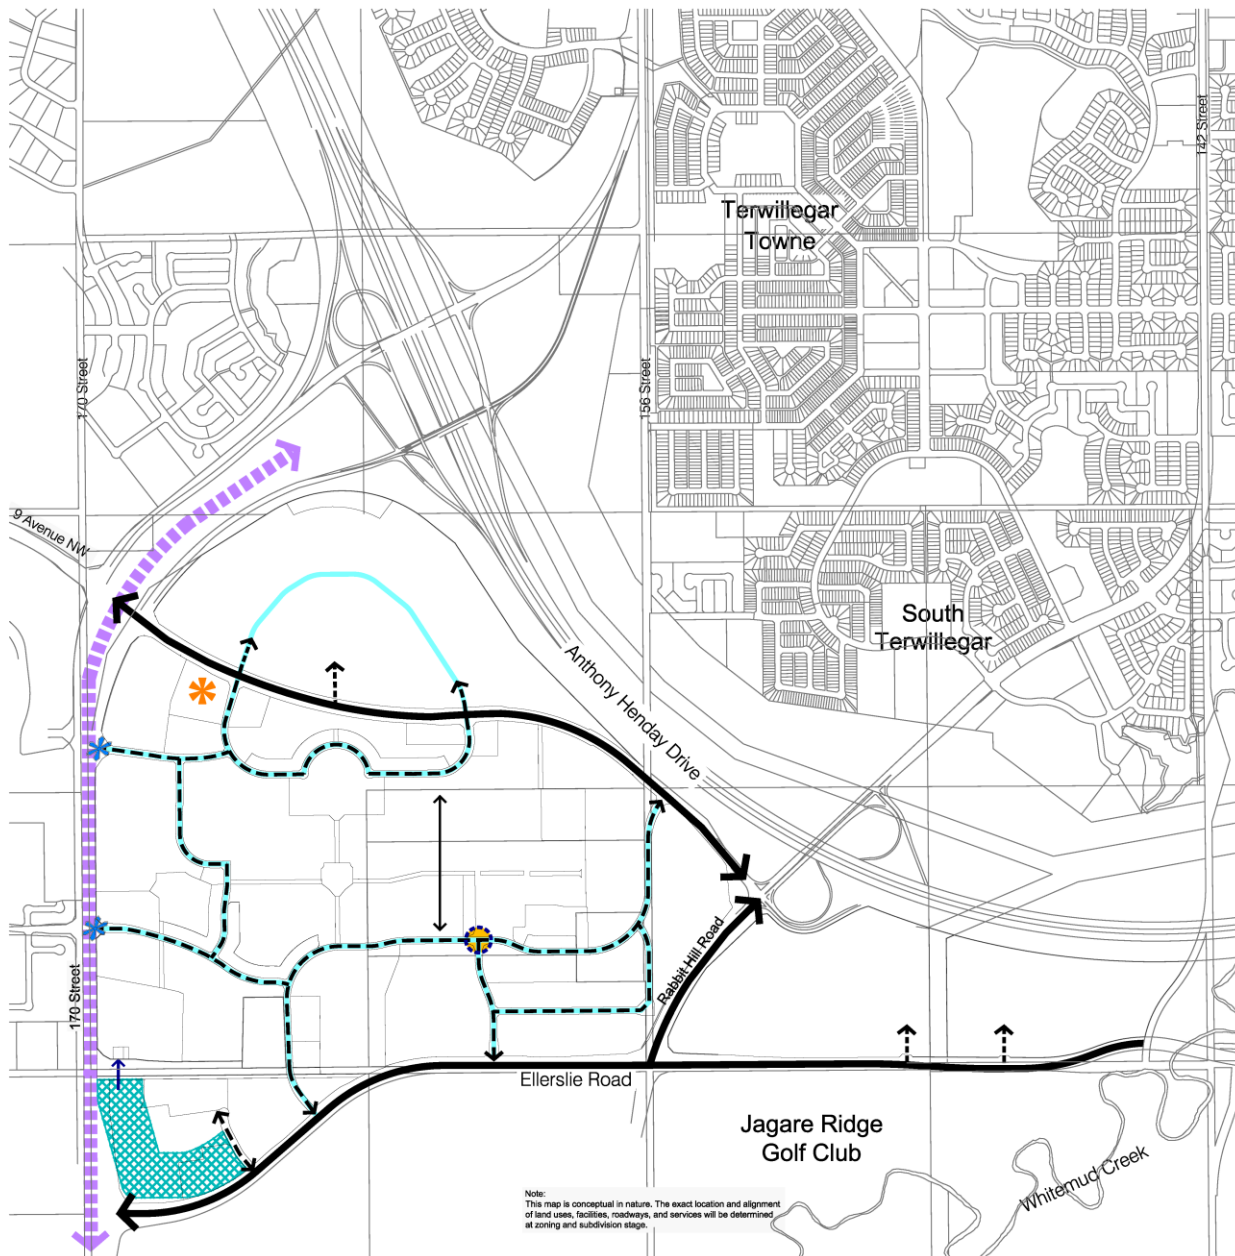 142 Street
Terwillegar
Towne
170 Street
156 Street
9 Avenue NW
South
Terwillegar
Anthony Henday Drive
Rabbit Hill Road
170 Street
Ellerslie Road
Jagare Ridge
Golf Club
Whitemud Creek
Note:
This map is conceptual in nature. The exact location and alignment
of land uses, facilities, roadways, and services will be determined
at zoning and subdivision stage.